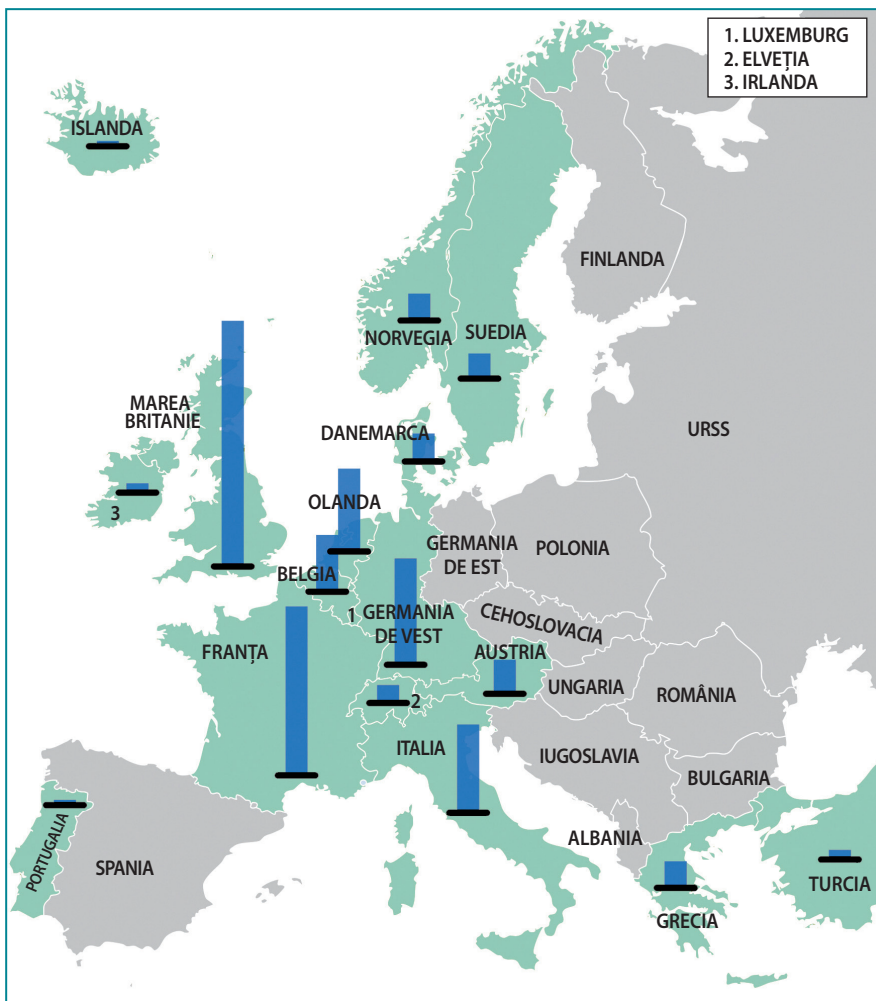 1. LUXEMBURG
2. ELVEȚIA
3. IRLANDA
ISLANDA
FINLANDA
NORVEGIA
SUEDIA
MAREA
BRITANIE
DANEMARCA
URSS
OLANDA
3
GERMANIA
DE EST
POLONIA
BELGIA
1
GERMANIA
DE VEST
CEHOSLOVACIA
FRANȚA
AUSTRIA
UNGARIA
ROMÂNIA
2
ITALIA
IUGOSLAVIA
BULGARIA
ALBANIA
PORTUGALIA
SPANIA
TURCIA
GRECIA